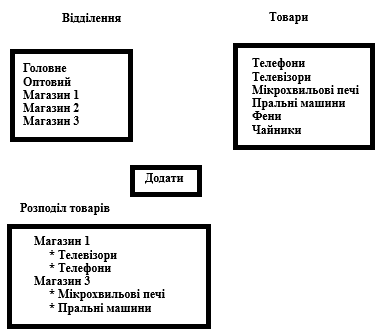 Відділення
Товари
Головне
Оптовий
Магазин 1
Магазин 2
Магазин 3
Телефони
Телевізори
Мікрохвильові печі
Пральні машини
Фени
Чайники
Додати
Розподіл товарів
Магазин 1
* Телевізори
* Телефони
Магазин 3
* Мікрохвильові печі
* Пральні машини